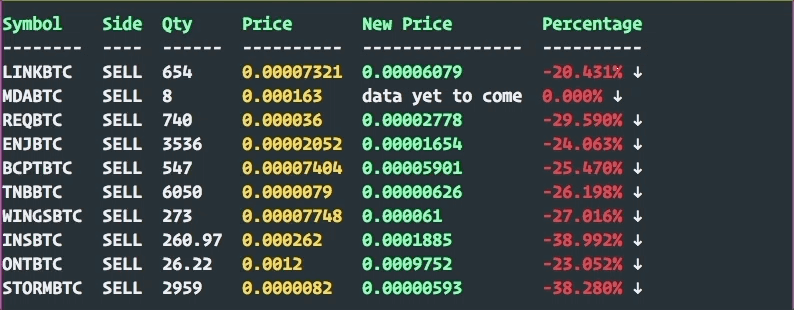 Symbol Side Qty Price New Price Percentage
-------- ---- ------ ---------- ---------------- ----------
LINKBTC SELL 654 0.00007321 0.00006079 -20.431% ↓
MDABTC SELL 8 0.000163 data yet to come 0.000% ↓
REQBTC SELL 740 0.000036 0.00002778 -29.590% ↓
ENJBTC SELL 3536 0.00002052 0.00001654 -24.063% ↓
BCPTBTC SELL 547 0.00007404 0.00005901 -25.470% ↓
TNBBTC SELL 6050 0.0000079 0.00000626 -26.198% ↓
WINGSBTC SELL 273 0.00007748 0.000061 -27.016% ↓
INSBTC SELL 260.97 0.000262 0.0001885 -38.992% ↓
ONTBTC SELL 26.22 0.0012 0.0009752 -23.052% ↓
STORMBTC SELL 2959 0.0000082 0.00000593 -38.280% ↓